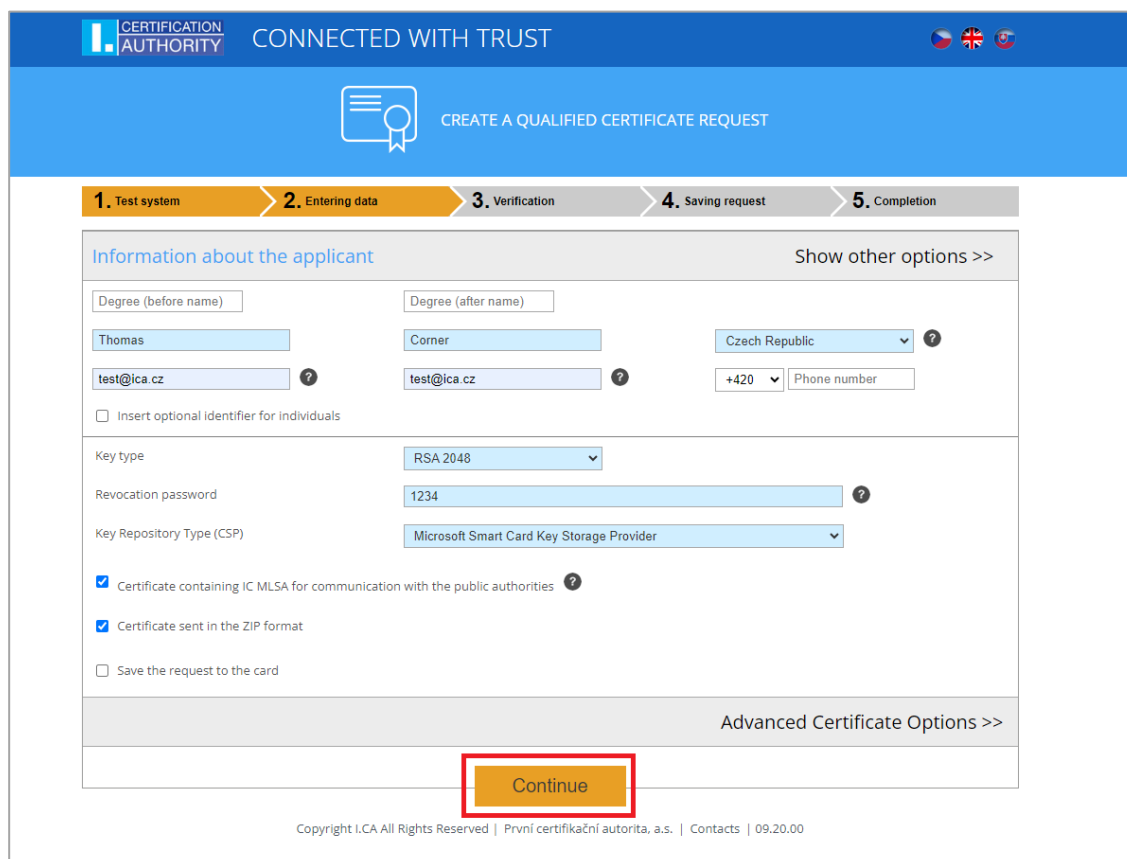 I. CERTIFICATION AUTHORITY
CONNECTED WITH TRUST
CREATE A QUALIFIED CERTIFICATE REQUEST
1. Test system 2. Entering data 3. Verification 4. Saving request 5. Completion
Information about the applicant Show other options >>
Degree (before name) Degree (after name)
Thomas Corner Czech Republic ?
test@ica.cz ? test@ica.cz ? +420 Phone number
Insert optional identifier for individuals
Key type RSA 2048
Revocation password 1234 ?
Key Repository Type (CSP) Microsoft Smart Card Key Storage Provider
Certificate containing IC MLSA for communication with the public authorities ?
Certificate sent in the ZIP format
Save the request to the card
Advanced Certificate Options >>
Continue
Copyright I.CA All Rights Reserved | První certifikační autorita, a.s. | Contacts | 09.20.00